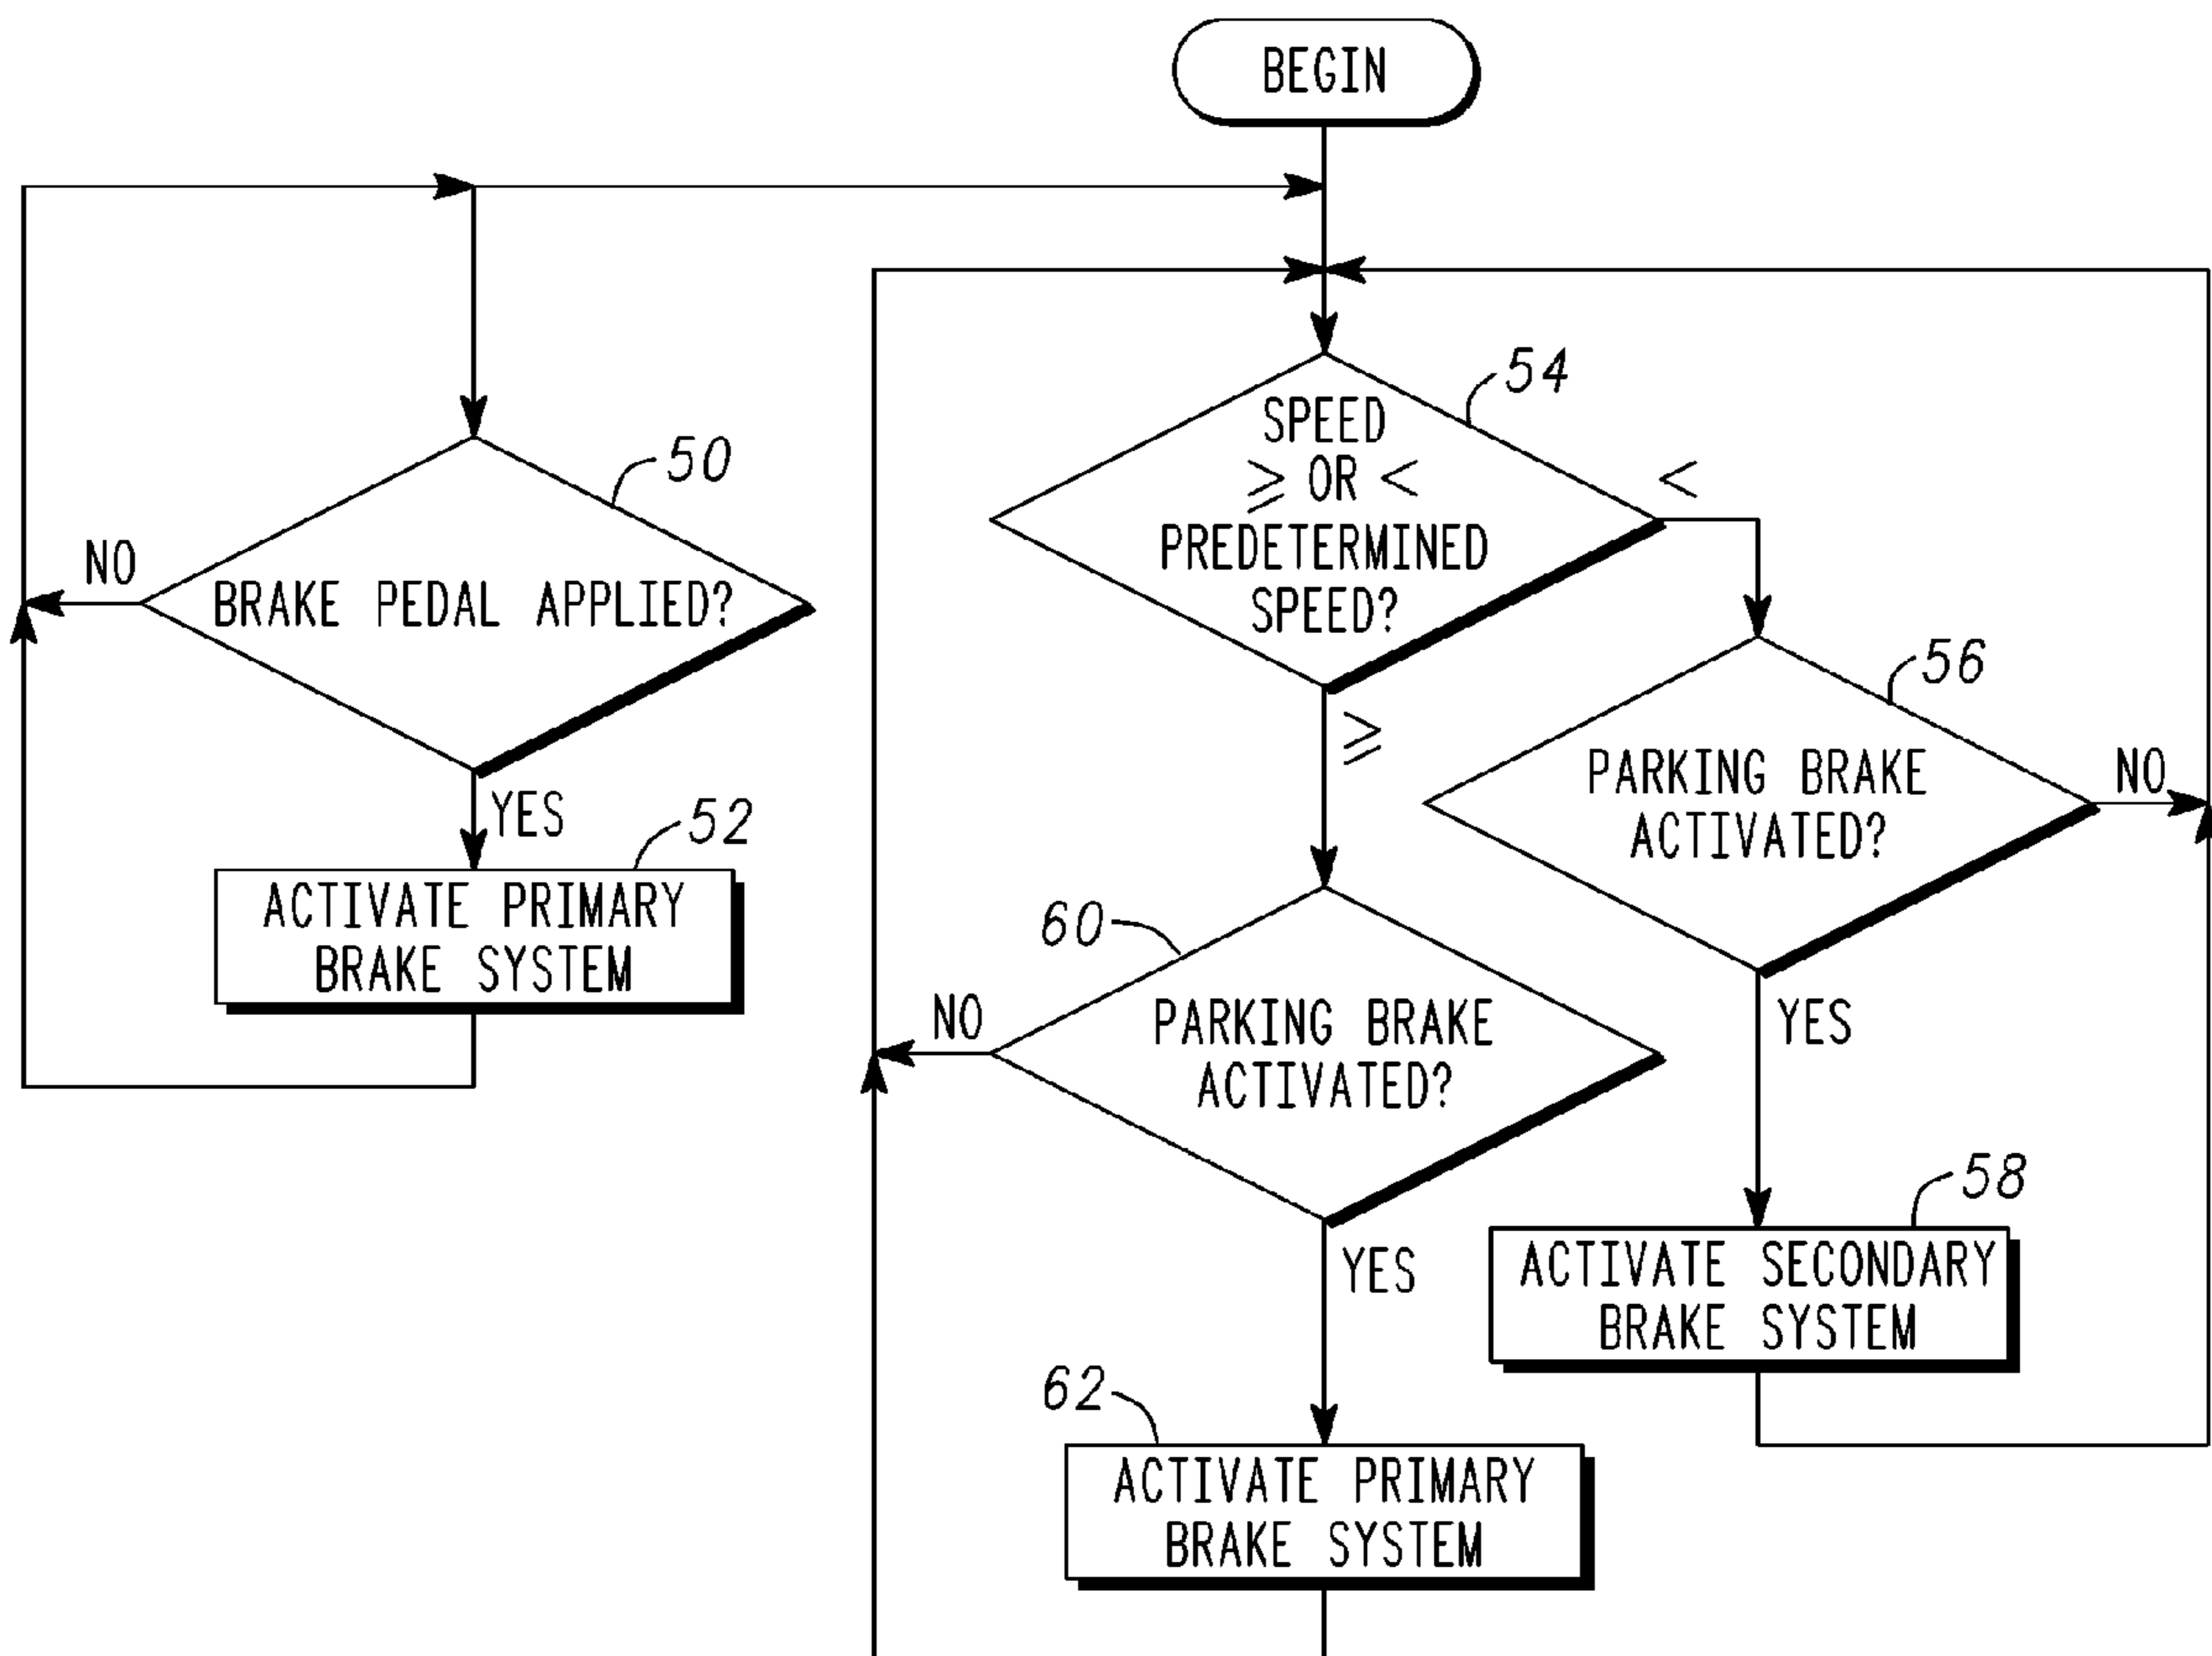 BEGIN
54
SPEED
≥ OR <
PREDETERMINED
SPEED?
<
≥
50
BRAKE PEDAL APPLIED?
NO
YES
52
ACTIVATE PRIMARY
BRAKE SYSTEM
56
PARKING BRAKE
ACTIVATED?
NO
YES
60
PARKING BRAKE
ACTIVATED?
NO
YES
58
ACTIVATE SECONDARY
BRAKE SYSTEM
62
ACTIVATE PRIMARY
BRAKE SYSTEM